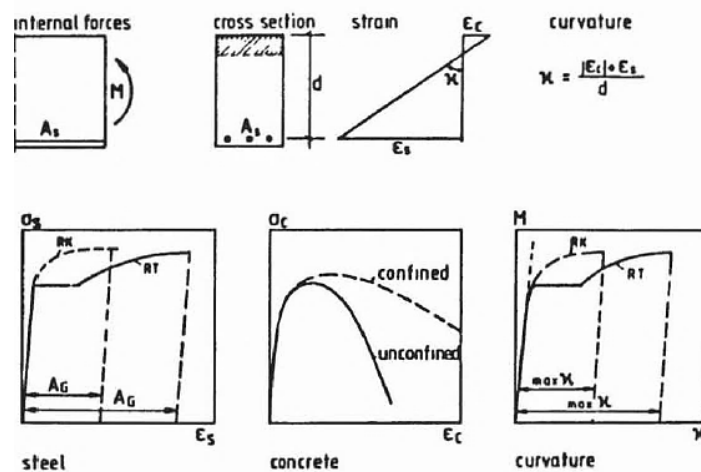 internal forces
cross section
strain
curvature
M
As
d
As
εc
ϰ
εs
ϰ = |εc|+εs
d
σs
RK
RT
AG
AG
εs
steel
σc
confined
unconfined
εc
concrete
M
RK
RT
max ϰ
max ϰ
ϰ
curvature